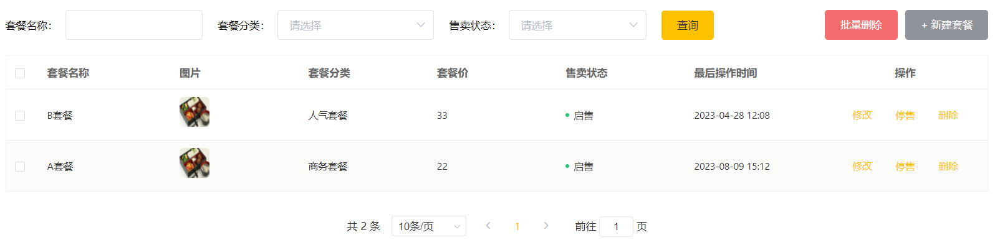 套餐名称： 套餐分类： 请选择 售卖状态： 请选择 查询 批量删除 + 新建套餐
套餐名称 图片 套餐分类 套餐价 售卖状态 最后操作时间 操作
B套餐 人气套餐 33 启售 2023-04-28 12:08 修改 停售 删除
A套餐 商务套餐 22 启售 2023-08-09 15:12 修改 停售 删除
共 2 条 10条/页 1 前往 1 页